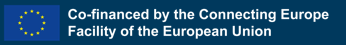 Co-financed by the Connecting Europe
Facility of the European Union